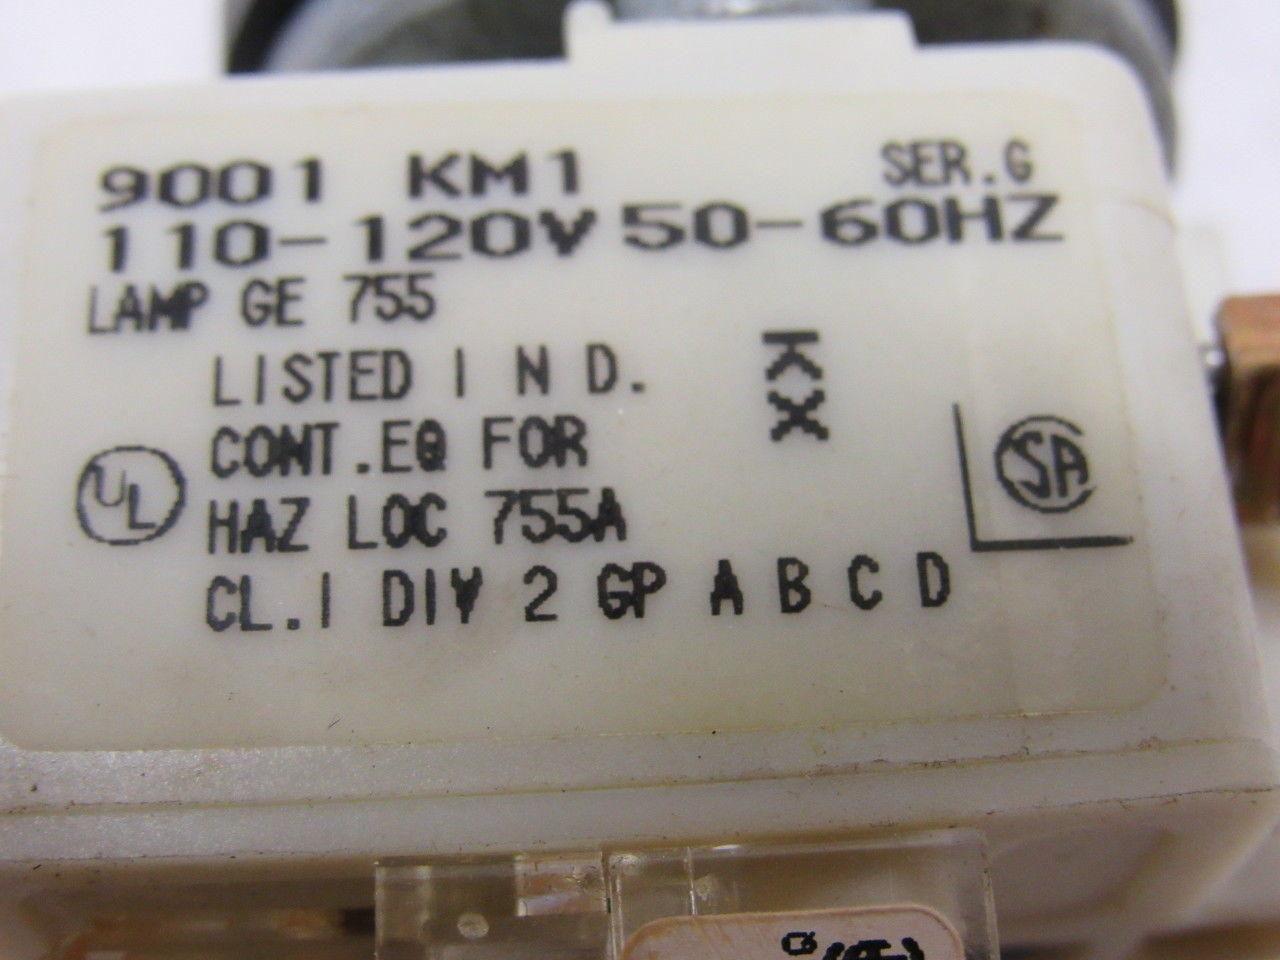 9001 KM1 SER.G
110-120V 50-60HZ
LAMP GE 755
LISTED IND.
CONT.EQ FOR
HAZ LOC 755A
CL.I DIV 2 GP A B C D
UL
KX
SA